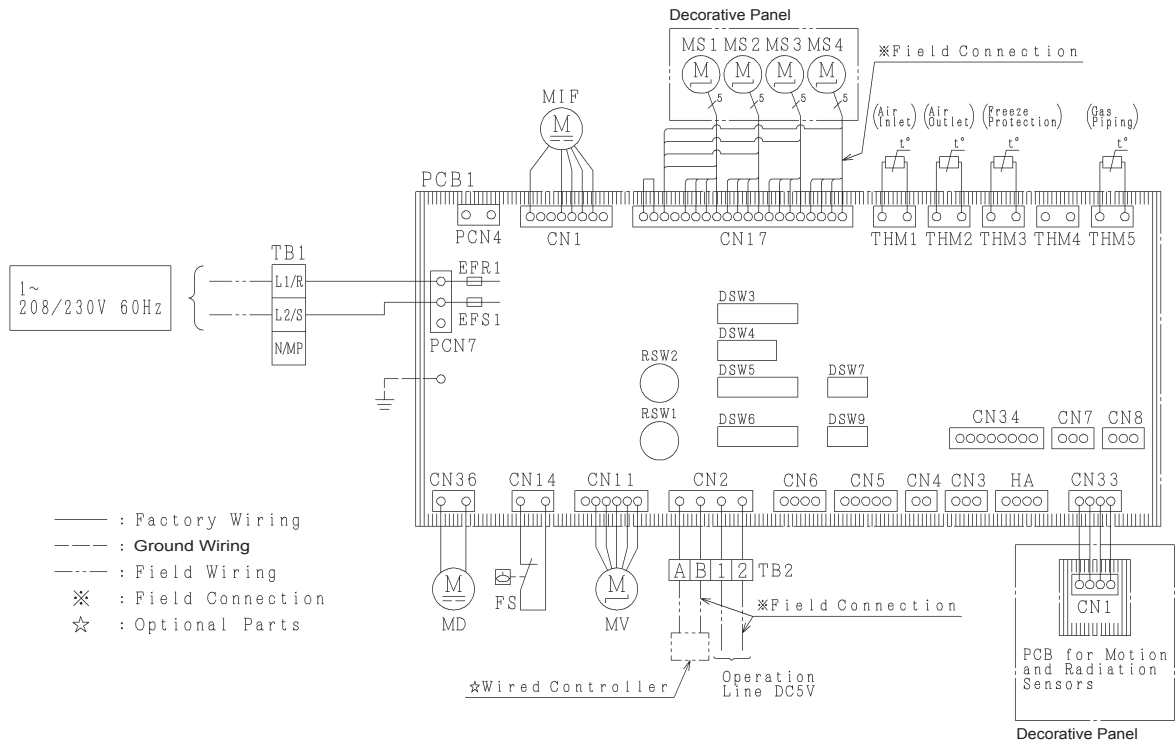 Decorative Panel
MS1 MS2 MS3 MS4
M M M M
5 5 5 5
※Field Connection
MIF
M
(Air Inlet) (Air Outlet) (Freeze Protection) (Gas Piping)
t° t° t° t°
PCB1
PCN4 CN1 CN17 THM1 THM2 THM3 THM4 THM5
TB1
1~
208/230V 60Hz
L1/R
L2/S
N/MP
EFR1
EFS1
PCN7
DSW3
DSW4
RSW2 DSW5 DSW7
RSW1 DSW6 DSW9
CN34 CN7 CN8
CN36 CN14 CN11 CN2 CN6 CN5 CN4 CN3 HA CN33
A B 1 2 TB2
M
MD
FS
M
MV
※Field Connection
☆Wired Controller
Operation
Line DC5V
CN1
PCB for Motion
and Radiation
Sensors
Decorative Panel
: Factory Wiring
: Ground Wiring
: Field Wiring
※ : Field Connection
☆ : Optional Parts